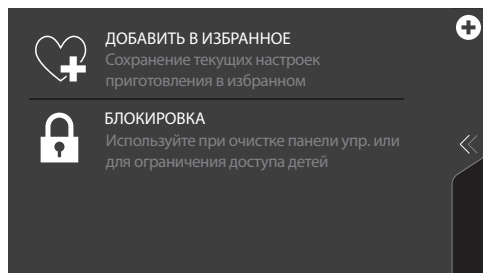 ДОБАВИТЬ В ИЗБРАННОЕ
Сохранение текущих настроек
приготовления в избранном
БЛОКИРОВКА
Используйте при очистке панели упр. или
для ограничения доступа детей